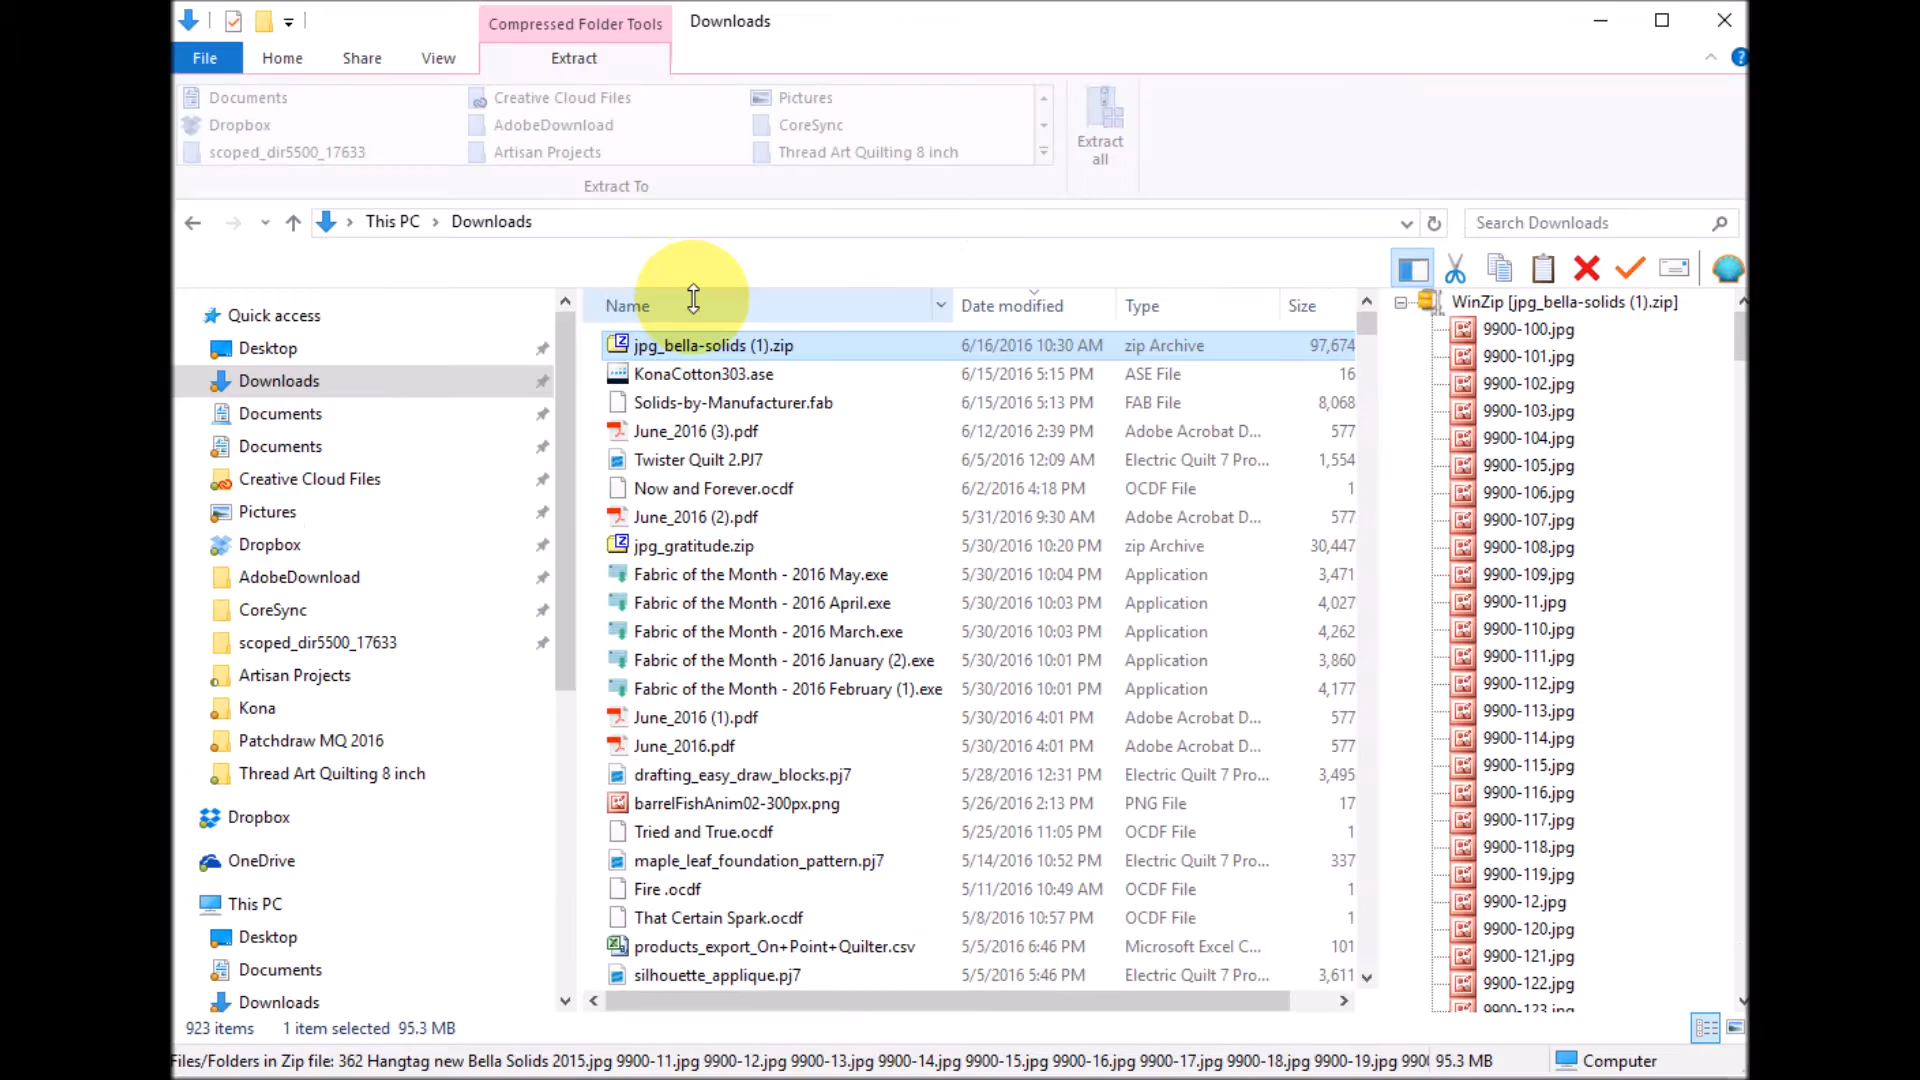 Compressed Folder Tools
Downloads
File
Home
Share
View
Extract
Documents
Creative Cloud Files
Pictures
Dropbox
AdobeDownload
CoreSync
scoped_dir5500_17633
Artisan Projects
Thread Art Quilting 8 inch
Extract all
Extract To
This PC > Downloads
Search Downloads
Quick access
Desktop
Downloads
Documents
Documents
Creative Cloud Files
Pictures
Dropbox
AdobeDownload
CoreSync
scoped_dir5500_17633
Artisan Projects
Kona
Patchdraw MQ 2016
Thread Art Quilting 8 inch
Dropbox
OneDrive
This PC
Desktop
Documents
Downloads
Name Date modified Type Size
jpg_bella-solids (1).zip 6/16/2016 10:30 AM zip Archive 97,674
KonaCotton303.ase 6/15/2016 5:15 PM ASE File 16
Solids-by-Manufacturer.fab 6/15/2016 5:13 PM FAB File 8,068
June_2016 (3).pdf 6/12/2016 2:39 PM Adobe Acrobat D... 577
Twister Quilt 2.PJ7 6/5/2016 12:09 AM Electric Quilt 7 Pro... 1,554
Now and Forever.ocdf 6/2/2016 4:18 PM OCDF File 1
June_2016 (2).pdf 5/31/2016 9:30 AM Adobe Acrobat D... 577
jpg_gratitude.zip 5/30/2016 10:20 PM zip Archive 30,447
Fabric of the Month - 2016 May.exe 5/30/2016 10:04 PM Application 3,471
Fabric of the Month - 2016 April.exe 5/30/2016 10:03 PM Application 4,027
Fabric of the Month - 2016 March.exe 5/30/2016 10:03 PM Application 4,262
Fabric of the Month - 2016 January (2).exe 5/30/2016 10:01 PM Application 3,860
Fabric of the Month - 2016 February (1).exe 5/30/2016 10:01 PM Application 4,177
June_2016 (1).pdf 5/30/2016 4:01 PM Adobe Acrobat D... 577
June_2016.pdf 5/30/2016 4:01 PM Adobe Acrobat D... 577
drafting_easy_draw_blocks.pj7 5/28/2016 12:31 PM Electric Quilt 7 Pro... 3,495
barrelFishAnim02-300px.png 5/26/2016 2:13 PM PNG File 17
Tried and True.ocdf 5/25/2016 11:05 PM OCDF File 1
maple_leaf_foundation_pattern.pj7 5/14/2016 10:52 PM Electric Quilt 7 Pro... 337
Fire .ocdf 5/11/2016 10:49 AM OCDF File 1
That Certain Spark.ocdf 5/8/2016 10:57 PM OCDF File 1
products_export_On+Point+Quilter.csv 5/5/2016 6:46 PM Microsoft Excel C... 101
silhouette_applique.pj7 5/5/2016 5:46 PM Electric Quilt 7 Pro... 3,611
WinZip [jpg_bella-solids (1).zip]
9900-100.jpg
9900-101.jpg
9900-102.jpg
9900-103.jpg
9900-104.jpg
9900-105.jpg
9900-106.jpg
9900-107.jpg
9900-108.jpg
9900-109.jpg
9900-11.jpg
9900-110.jpg
9900-111.jpg
9900-112.jpg
9900-113.jpg
9900-114.jpg
9900-115.jpg
9900-116.jpg
9900-117.jpg
9900-118.jpg
9900-119.jpg
9900-12.jpg
9900-120.jpg
9900-121.jpg
9900-122.jpg
9900-123.jpg
923 items 1 item selected 95.3 MB
Files/Folders in Zip file: 362 Hangtag new Bella Solids 2015.jpg 9900-11.jpg 9900-12.jpg 9900-13.jpg 9900-14.jpg 9900-15.jpg 9900-16.jpg 9900-17.jpg 9900-18.jpg 9900-19.jpg 990 95.3 MB Computer